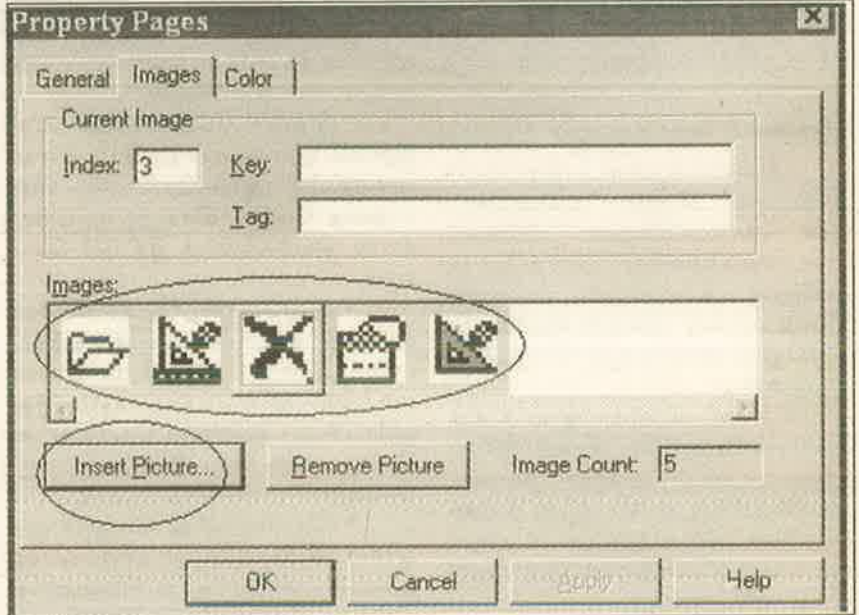 Property Pages
General Images Color
Current Image
Index: 3 Key:
Tag:
Images:
Insert Picture... Remove Picture Image Count: 5
OK Cancel Apply Help